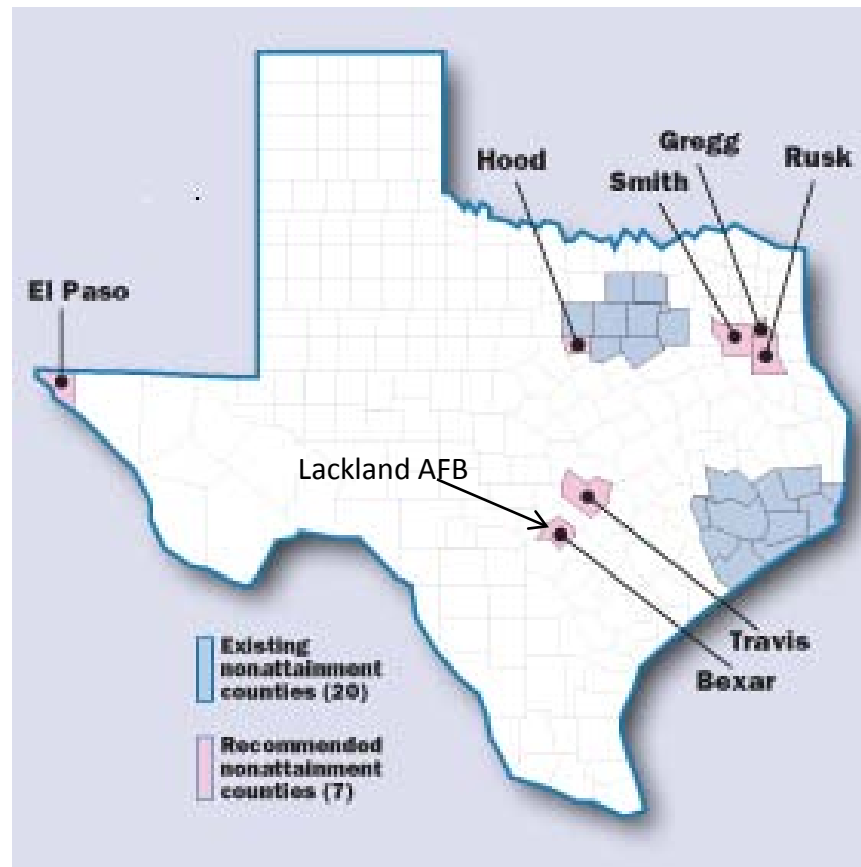 Gregg
Hood
Rusk
Smith
El Paso
Lackland AFB
Travis
Bexar
Existing
nonattainment
counties (20)
Recommended
nonattainment
counties (7)